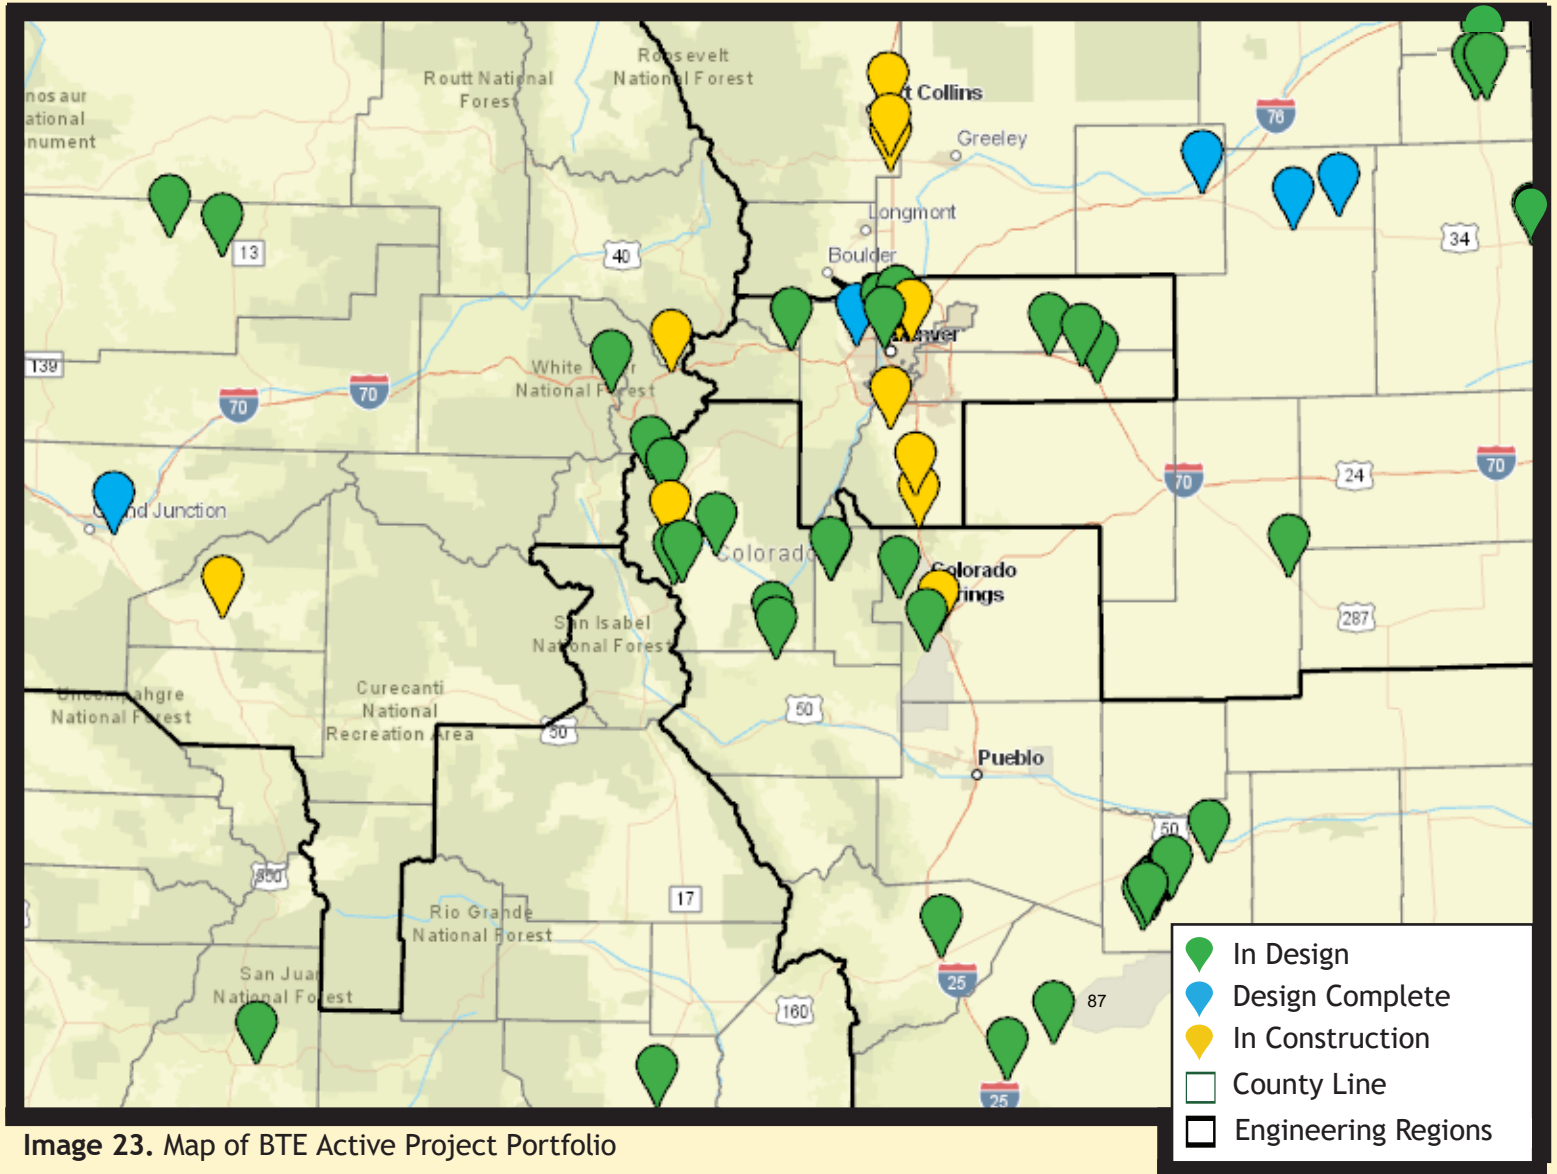 Roosevelt
National Forest
Routt National
Forest
nosaur
ational
nument
t Collins
76
Greeley
Longmont
13
40
Boulder
34
139
White River
National Forest
70
70
70
24
70
Grand Junction
Colorado
Colorado
rings
287
San Isabel
National Forest
Uncompahgre
National Forest
Curecanti
National
Recreation Area
50
50
Pueblo
50
17
Rio Grande
National Forest
San Juan
National Forest
25
160
87
25
In Design
Design Complete
In Construction
County Line
Engineering Regions
Image 23. Map of BTE Active Project Portfolio